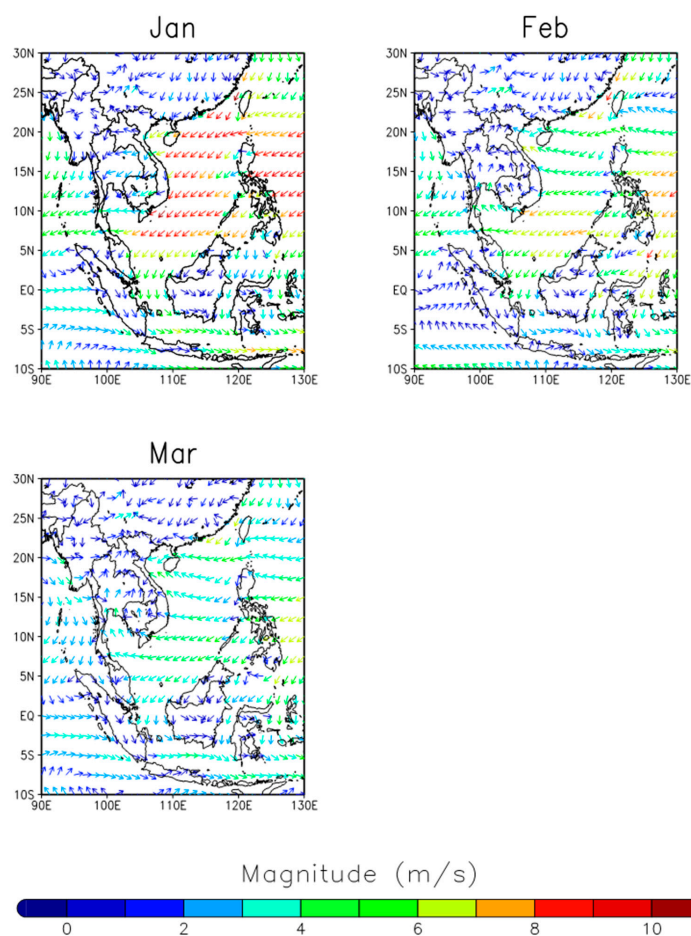 Jan Feb
30N 30N
25N 25N
20N 20N
15N 15N
10N 10N
5N 5N
EQ EQ
5S 5S
10S 10S
90E 100E 110E 120E 130E 90E 100E 110E 120E 130E
Mar
30N
25N
20N
15N
10N
5N
EQ
5S
10S
90E 100E 110E 120E 130E
Magnitude (m/s)
0 2 4 6 8 10